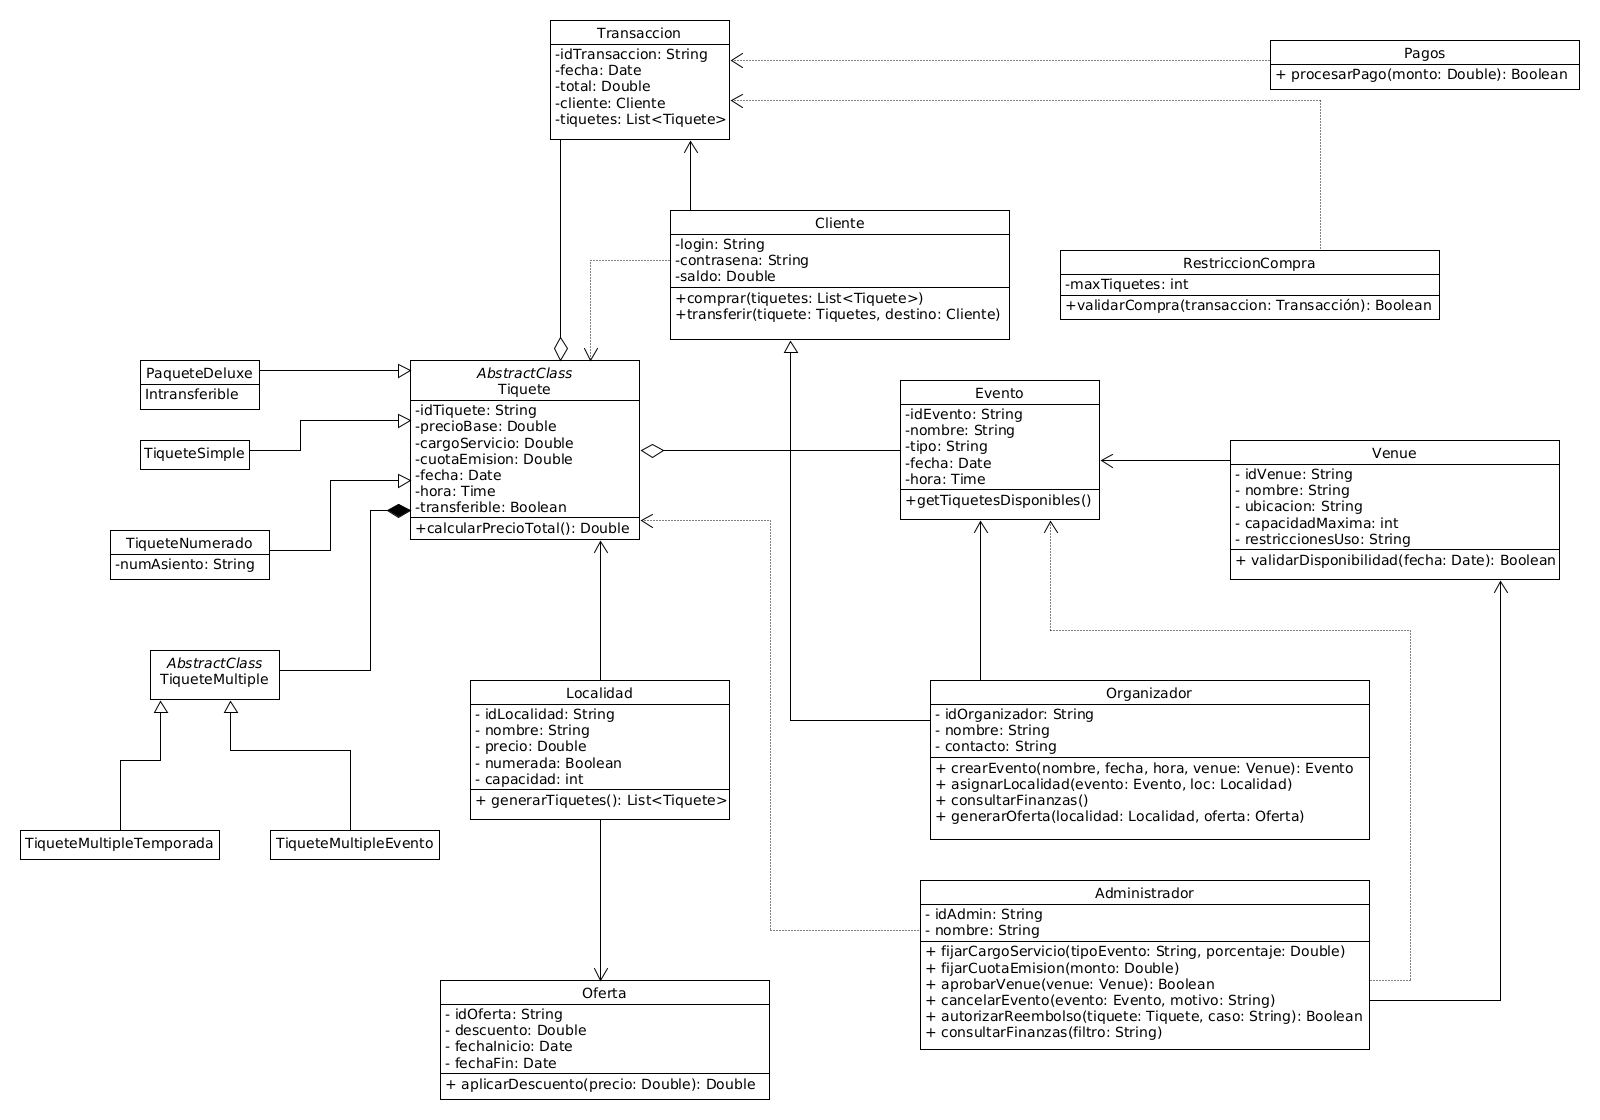 Transaccion
-idTransaccion: String
-fecha: Date
-total: Double
-cliente: Cliente
-tiquetes: List<Tiquete>
Pagos
+ procesarPago(monto: Double): Boolean
Cliente
-login: String
-contrasena: String
-saldo: Double
+comprar(tiquetes: List<Tiquete>)
+transferir(tiquete: Tiquetes, destino: Cliente)
RestriccionCompra
-maxTiquetes: int
+validarCompra(transaccion: Transacción): Boolean
PaqueteDeluxe
Intransferible
TiqueteSimple
TiqueteNumerado
-numAsiento: String
AbstractClass
Tiquete
-idTiquete: String
-precioBase: Double
-cargoServicio: Double
-cuotaEmision: Double
-fecha: Date
-hora: Time
-transferible: Boolean
+calcularPrecioTotal(): Double
Evento
-idEvento: String
-nombre: String
-tipo: String
-fecha: Date
-hora: Time
+getTiquetesDisponibles()
Venue
- idVenue: String
- nombre: String
- ubicacion: String
- capacidadMaxima: int
- restriccionesUso: String
+ validarDisponibilidad(fecha: Date): Boolean
AbstractClass
TiqueteMultiple
TiqueteMultipleTemporada
TiqueteMultipleEvento
Localidad
- idLocalidad: String
- nombre: String
- precio: Double
- numerada: Boolean
- capacidad: int
+ generarTiquetes(): List<Tiquete>
Organizador
- idOrganizador: String
- nombre: String
- contacto: String
+ crearEvento(nombre, fecha, hora, venue: Venue): Evento
+ asignarLocalidad(evento: Evento, loc: Localidad)
+ consultarFinanzas()
+ generarOferta(localidad: Localidad, oferta: Oferta)
Administrador
- idAdmin: String
- nombre: String
+ fijarCargoServicio(tipoEvento: String, porcentaje: Double)
+ fijarCuotaEmision(monto: Double)
+ aprobarVenue(venue: Venue): Boolean
+ cancelarEvento(evento: Evento, motivo: String)
+ autorizarReembolso(tiquete: Tiquete, caso: String): Boolean
+ consultarFinanzas(filtro: String)
Oferta
- idOferta: String
- descuento: Double
- fechaInicio: Date
- fechaFin: Date
+ aplicarDescuento(precio: Double): Double